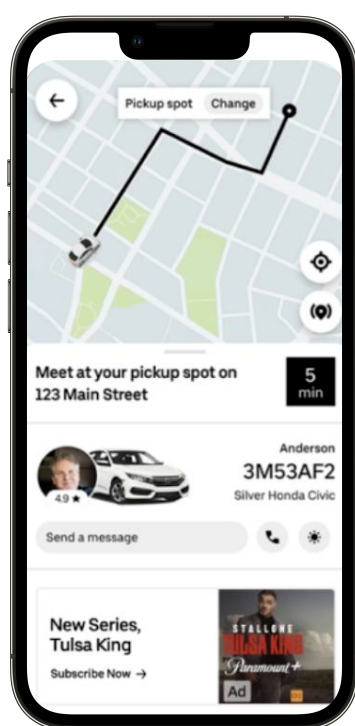 Pickup spot Change
Meet at your pickup spot on
123 Main Street
5
min
Anderson
3M53AF2
4.9 ★
Silver Honda Civic
Send a message
New Series,
Tulsa King
Subscribe Now →
STALLONE
TULSA KING
Paramount+
Ad